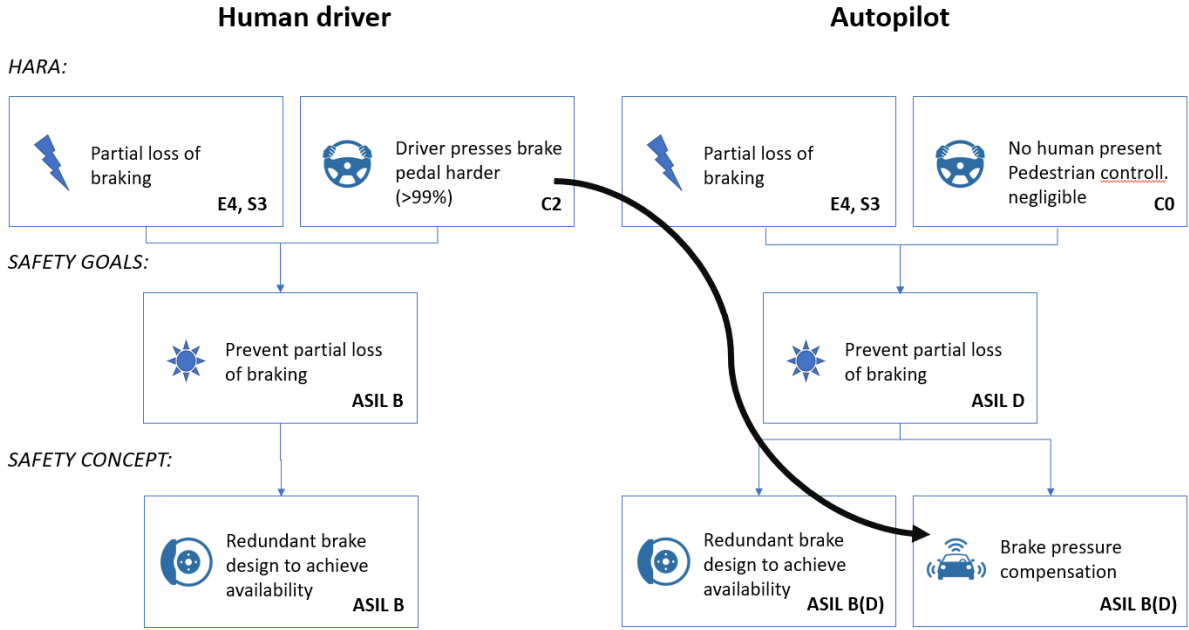 Human driver
Autopilot
HARA:
Partial loss of
braking
E4, S3
Driver presses brake
pedal harder
(>99%)
C2
Partial loss of
braking
E4, S3
No human present
Pedestrian controll.
negligible
C0
SAFETY GOALS:
Prevent partial loss
of braking
ASIL B
Prevent partial loss
of braking
ASIL D
SAFETY CONCEPT:
Redundant brake
design to achieve
availability
ASIL B
Redundant brake
design to achieve
availability
ASIL B(D)
Brake pressure
compensation
ASIL B(D)